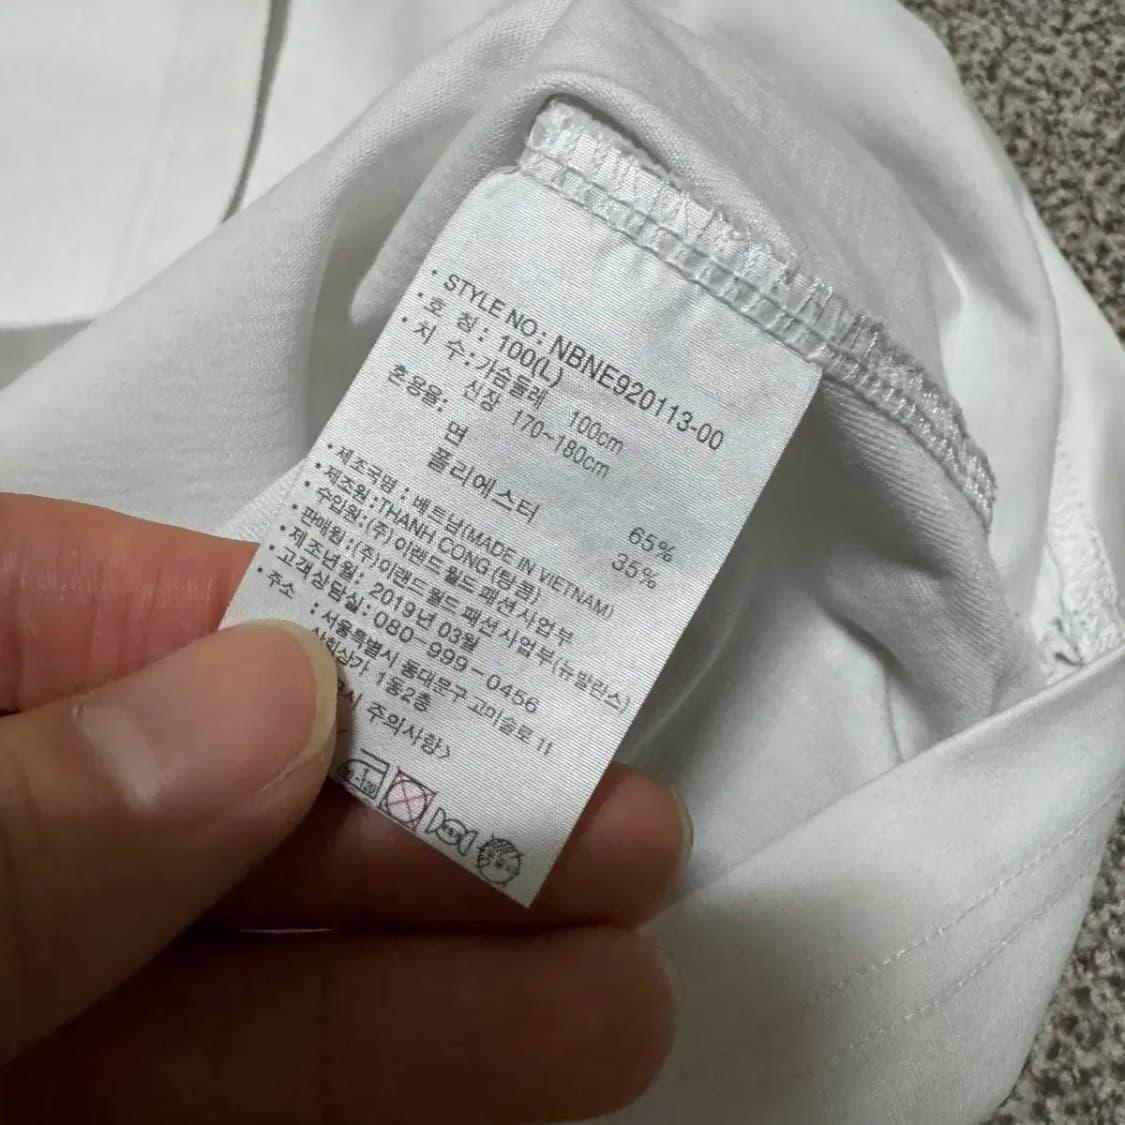 · STYLE NO: NBNE920113-00
· 호 칭 : 100(L)
· 치 수 : 가슴둘레 100cm
신장 170~180cm
혼용율:
면 65%
폴리에스터 35%
· 제조국명 : 베트남(MADE IN VIETNAM)
· 제조원:THANH CONG (탕콤)
· 수입원:(주)이랜드월드 패션사업부
· 판매원:(주)이랜드월드 패션사업부(뉴발란스)
· 제조년월: 2019년 03월
· 고객상담실: 080-999-0456
· 주소 : 서울특별시 동대문구 고미술로 11
1동2층
주의사항>